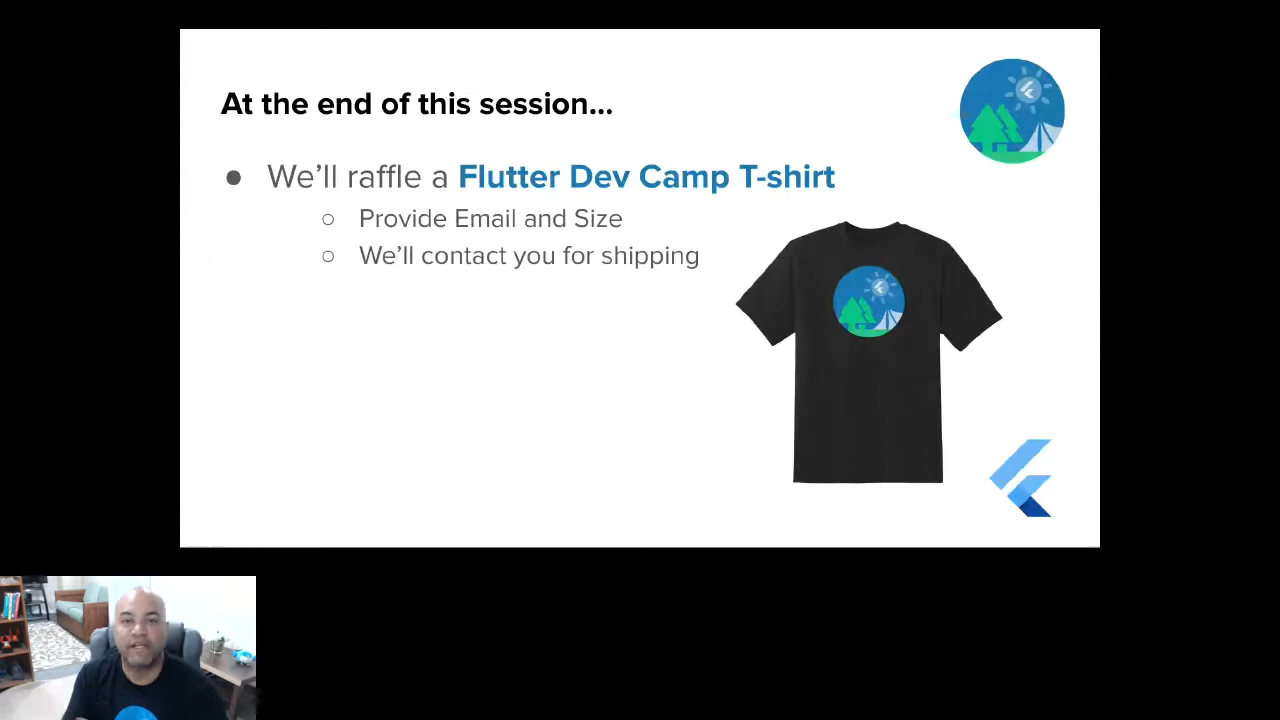 At the end of this session...
● We'll raffle a Flutter Dev Camp T-shirt
○ Provide Email and Size
○ We'll contact you for shipping